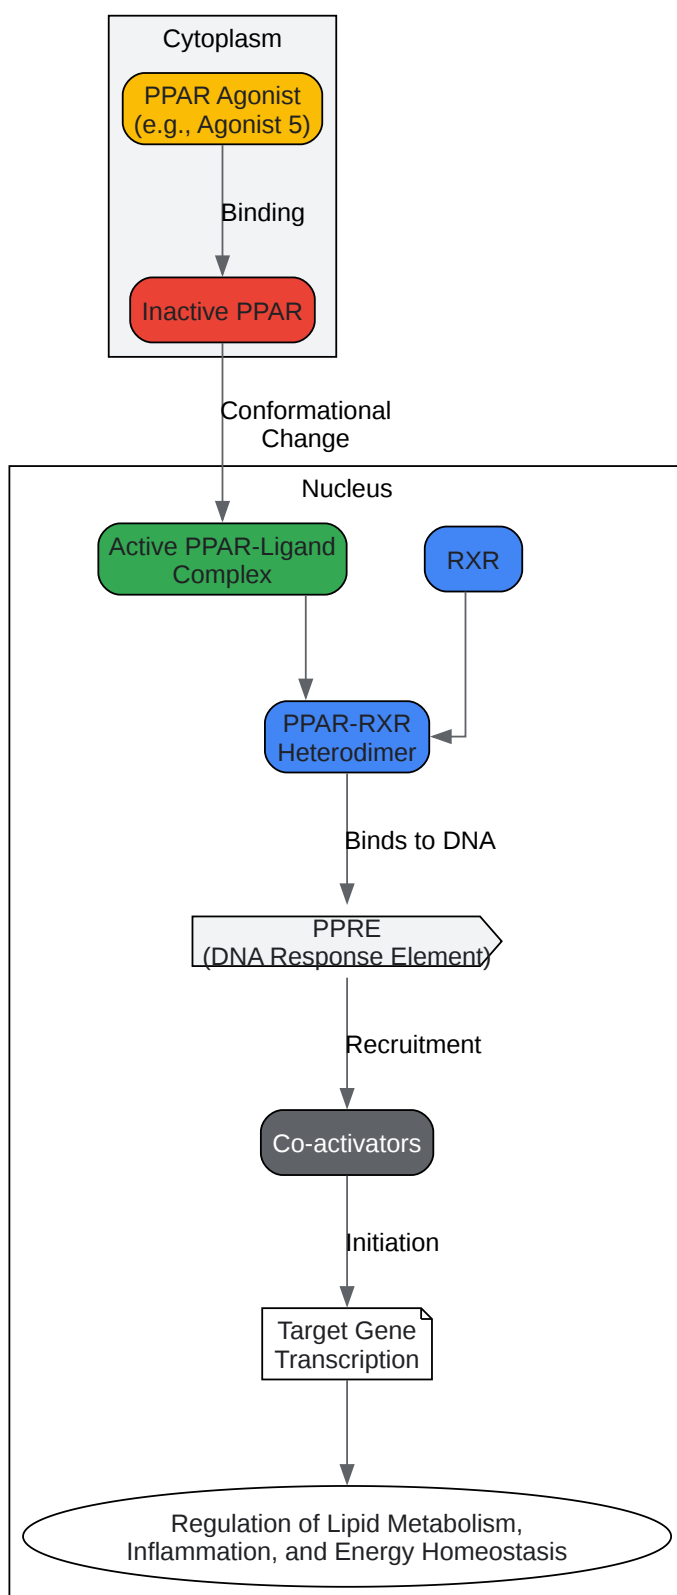 Cytoplasm
PPAR Agonist
(e.g., Agonist 5)
Binding
Inactive PPAR
Conformational
Change
Nucleus
Active PPAR-Ligand
Complex
RXR
PPAR-RXR
Heterodimer
Binds to DNA
PPRE
(DNA Response Element)
Recruitment
Co-activators
Initiation
Target Gene
Transcription
Regulation of Lipid Metabolism,
Inflammation, and Energy Homeostasis